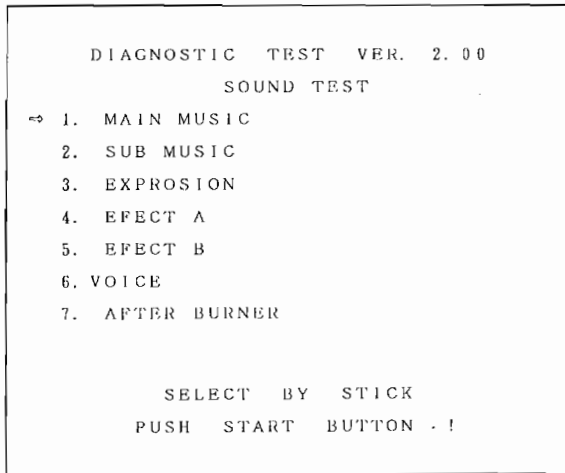 DIAGNOSTIC TEST VER. 2.00
SOUND TEST
⇨ 1. MAIN MUSIC
2. SUB MUSIC
3. EXPROSION
4. EFECT A
5. EFECT B
6. VOICE
7. AFTER BURNER
SELECT BY STICK
PUSH START BUTTON . !